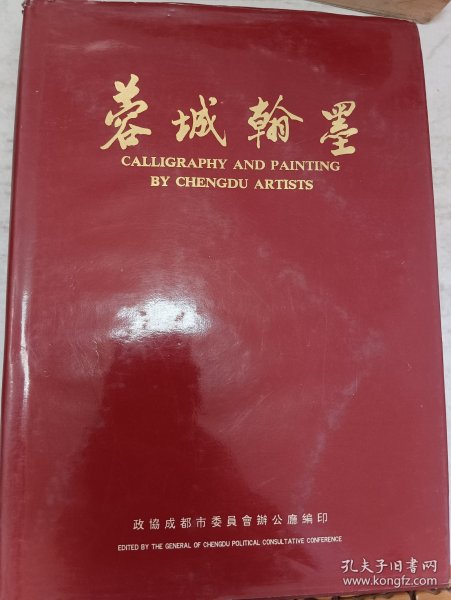 蓉城翰墨
CALLIGRAPHY AND PAINTING
BY CHENGDU ARTISTS
政協成都市委員會辦公廳編印
EDITED BY THE GENERAL OF CHENGDU POLITICAL CONSULTATIVE CONFERENCE
孔夫子旧书网
www.kongfz.com